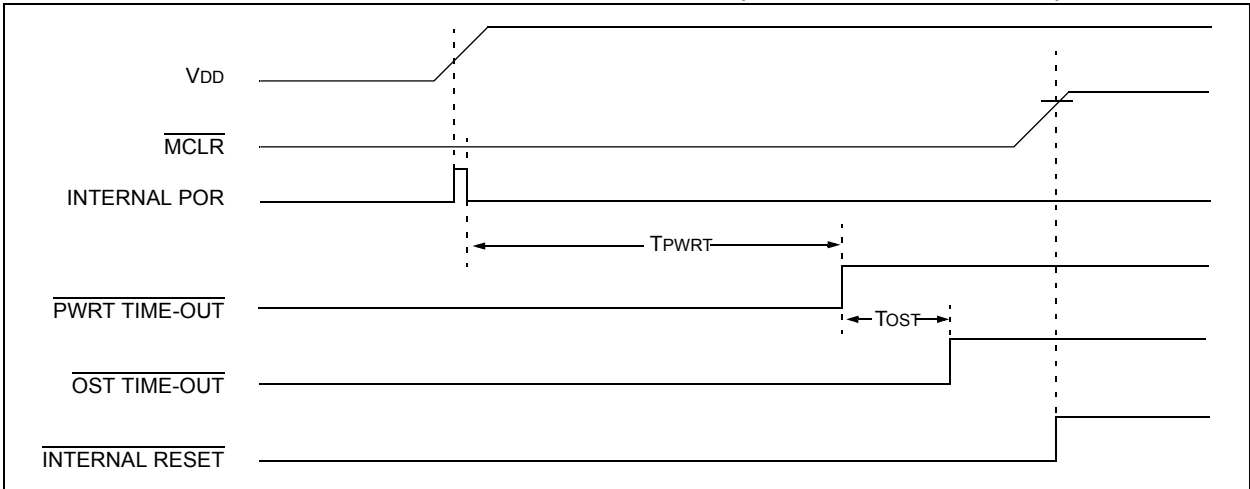 VDD
MCLR
INTERNAL POR
TPWRT
PWRT TIME-OUT
TOST
OST TIME-OUT
INTERNAL RESET